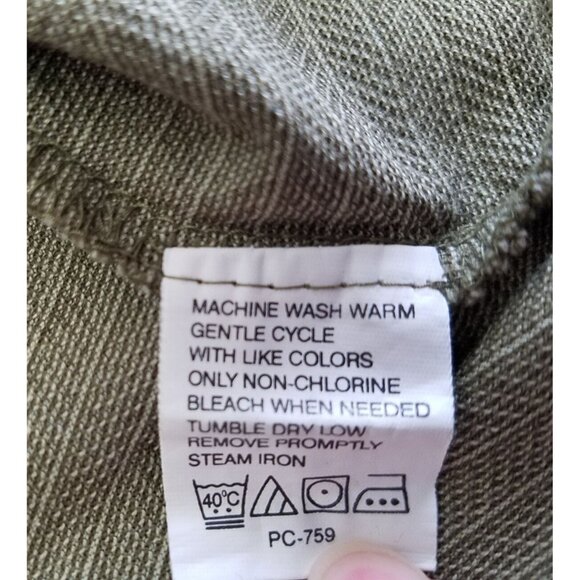 MACHINE WASH WARM
GENTLE CYCLE
WITH LIKE COLORS
ONLY NON-CHLORINE
BLEACH WHEN NEEDED
TUMBLE DRY LOW
REMOVE PROMPTLY
STEAM IRON
40°C
PC-759